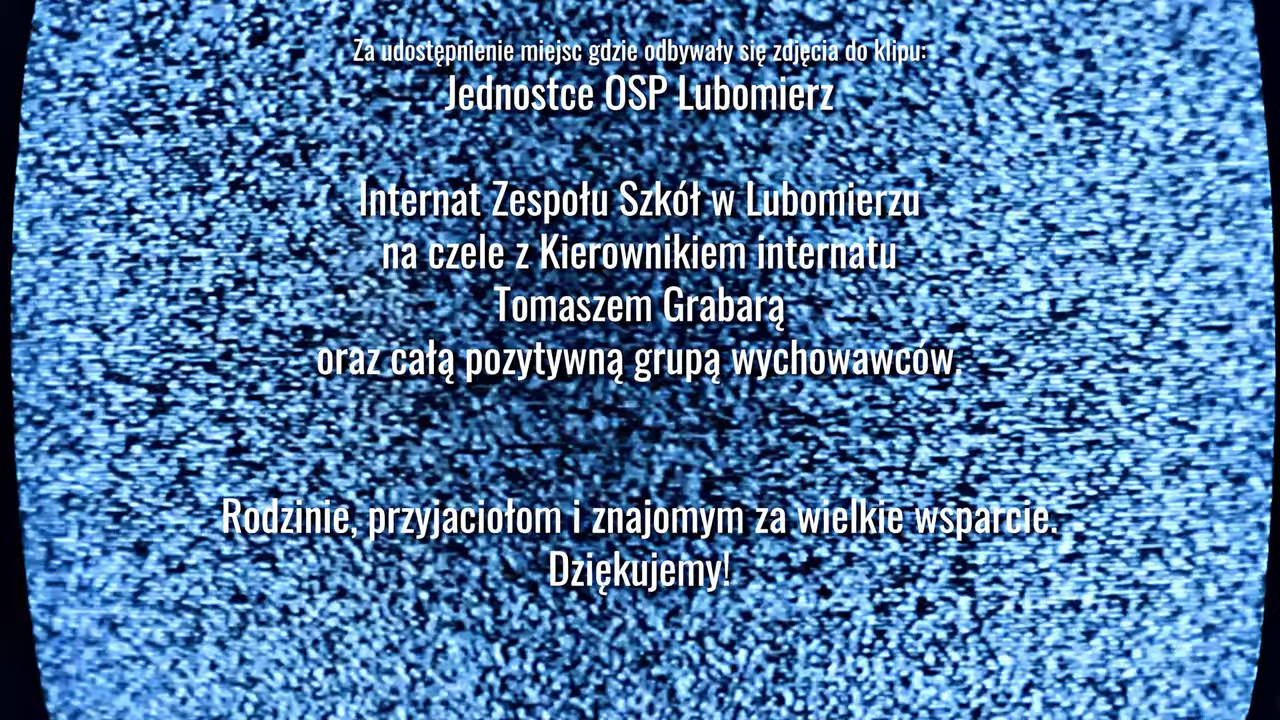 Za udostępnienie miejsc gdzie odbywały się zdjęcia do klipu:
Jednostce OSP Lubomierz
Internat Zespołu Szkół w Lubomierzu
na czele z Kierownikiem internatu
Tomaszem Grabarą
oraz całą pozytywną grupą wychowawców.
Rodzinie, przyjaciołom i znajomym za wielkie wsparcie.
Dziękujemy!